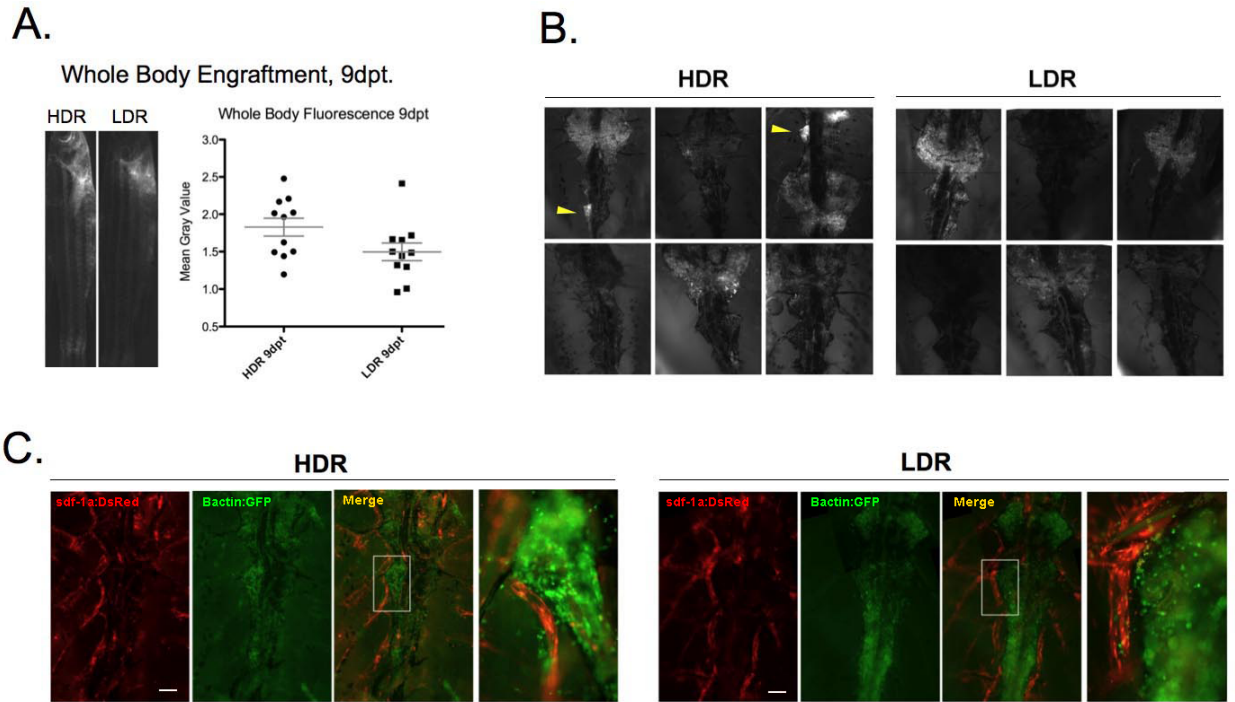 A.
Whole Body Engraftment, 9dpt.
HDR LDR
Whole Body Fluorescence 9dpt
Mean Gray Value
3.0
2.5
2.0
1.5
1.0
0.5
HDR 9dpt
LDR 9dpt
B.
HDR
LDR
C.
HDR
sdf-1a:DsRed
Bactin:GFP
Merge
LDR
sdf-1a:DsRed
Bactin:GFP
Merge